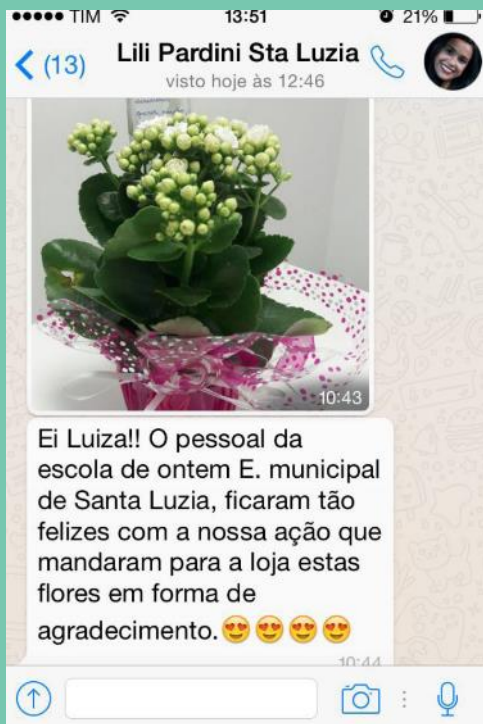 TIM 13:51 21%
(13) Lili Pardini Sta Luzia
visto hoje às 12:46
10:43
Ei Luiza!! O pessoal da
escola de ontem E. municipal
de Santa Luzia, ficaram tão
felizes com a nossa ação que
mandaram para a loja estas
flores em forma de
agradecimento.😍😍😍😍
10:44